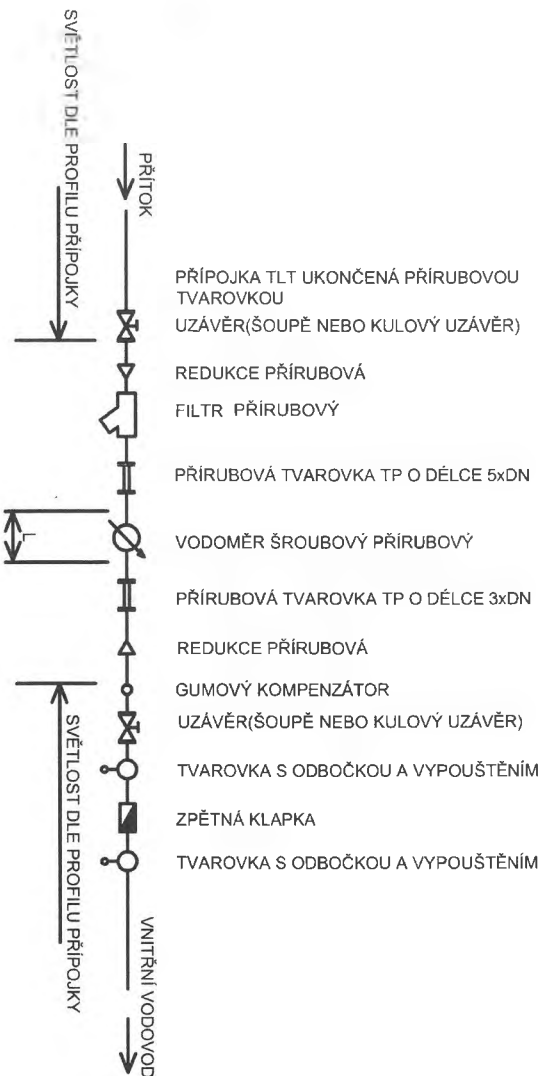 SVĚTLOST DLE PROFILU PŘÍPOJKY
PŘÍTOK
PŘÍPOJKA TLT UKONČENÁ PŘÍRUBOVOU
TVAROVKOU
UZÁVĚR(ŠOUPĚ NEBO KULOVÝ UZÁVĚR)
REDUKCE PŘÍRUBOVÁ
FILTR PŘÍRUBOVÝ
PŘÍRUBOVÁ TVAROVKA TP O DÉLCE 5xDN
L
VODOMĚR ŠROUBOVÝ PŘÍRUBOVÝ
PŘÍRUBOVÁ TVAROVKA TP O DÉLCE 3xDN
REDUKCE PŘÍRUBOVÁ
GUMOVÝ KOMPENZÁTOR
UZÁVĚR(ŠOUPĚ NEBO KULOVÝ UZÁVĚR)
TVAROVKA S ODBOČKOU A VYPOUŠTĚNÍM
ZPĚTNÁ KLAPKA
TVAROVKA S ODBOČKOU A VYPOUŠTĚNÍM
SVĚTLOST DLE PROFILU PŘÍPOJKY
VNITŘNÍ VODOVOD